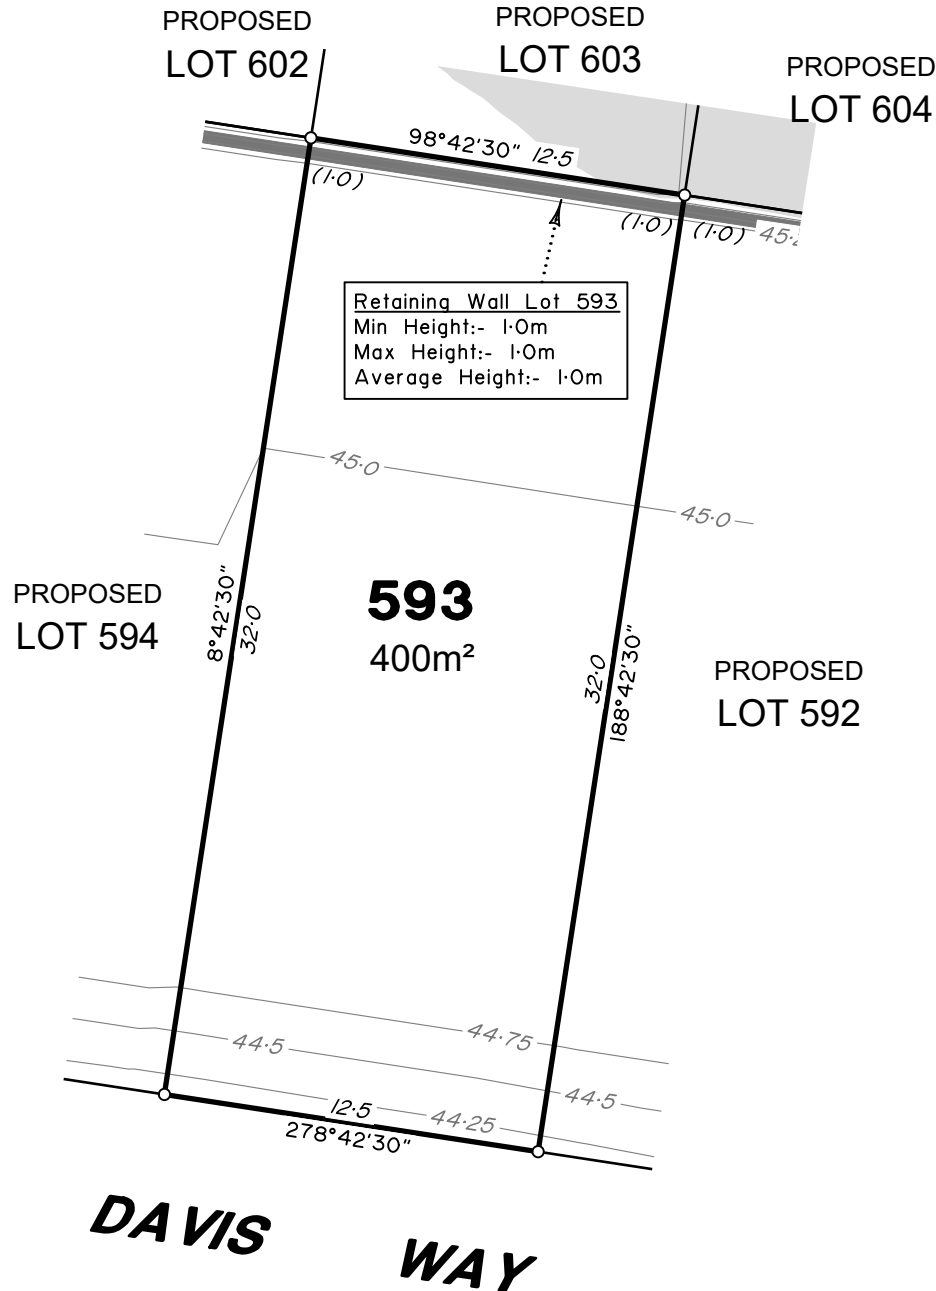 PROPOSED
LOT 602
PROPOSED
LOT 603
PROPOSED
LOT 604
98°42'30" 12·5
(1·0)
(1·0)
(1·0)
Retaining Wall Lot 593
Min Height:- 1·0m
Max Height:- 1·0m
Average Height:- 1·0m
45·0
45·0
593
400m²
8°42'30"
32·0
PROPOSED
LOT 594
32·0
188°42'30"
PROPOSED
LOT 592
44·75
44·5
44·5
12·5
44·25
278°42'30"
DAVIS WAY